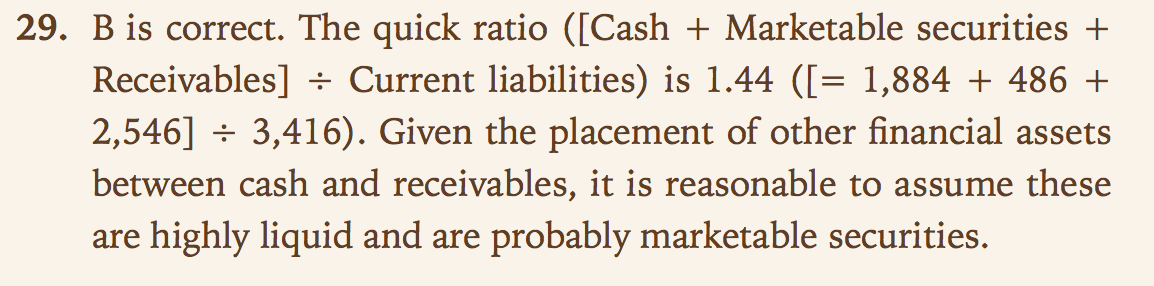 29. B is correct. The quick ratio ([Cash + Marketable securities +
Receivables] ÷ Current liabilities) is 1.44 ([= 1,884 + 486 +
2,546] ÷ 3,416). Given the placement of other financial assets
between cash and receivables, it is reasonable to assume these
are highly liquid and are probably marketable securities.